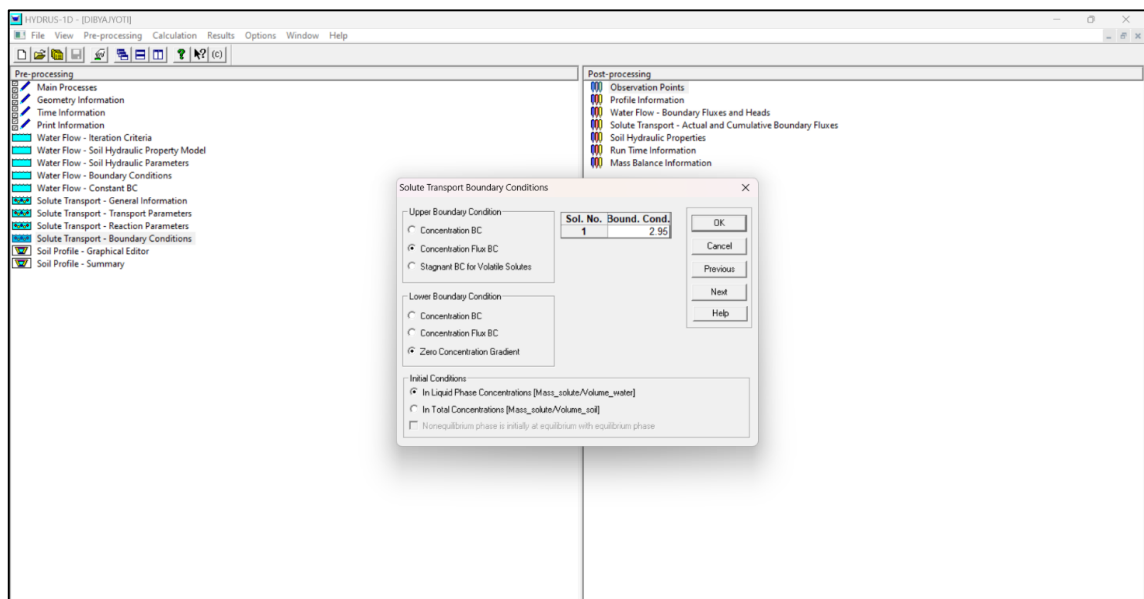 HYDRUS-1D - [DIBYAJYOTI]
File View Pre-processing Calculation Results Options Window Help
Pre-processing
Main Processes
Geometry Information
Time Information
Print Information
Water Flow - Iteration Criteria
Water Flow - Soil Hydraulic Property Model
Water Flow - Soil Hydraulic Parameters
Water Flow - Boundary Conditions
Water Flow - Constant BC
Solute Transport - General Information
Solute Transport - Transport Parameters
Solute Transport - Reaction Parameters
Solute Transport - Boundary Conditions
Soil Profile - Graphical Editor
Soil Profile - Summary
Post-processing
Observation Points
Profile Information
Water Flow - Boundary Fluxes and Heads
Solute Transport - Actual and Cumulative Boundary Fluxes
Soil Hydraulic Properties
Run Time Information
Mass Balance Information
Solute Transport Boundary Conditions
Upper Boundary Condition
Concentration BC
Concentration Flux BC
Stagnant BC for Volatile Solutes
Sol. No. Bound. Cond.
1 2.95
OK
Cancel
Previous
Next
Help
Lower Boundary Condition
Concentration BC
Concentration Flux BC
Zero Concentration Gradient
Initial Conditions
In Liquid Phase Concentrations [Mass_solute/Volume_water]
In Total Concentrations [Mass_solute/Volume_soil]
Nonequilibrium phase is initially at equilibrium with equilibrium phase